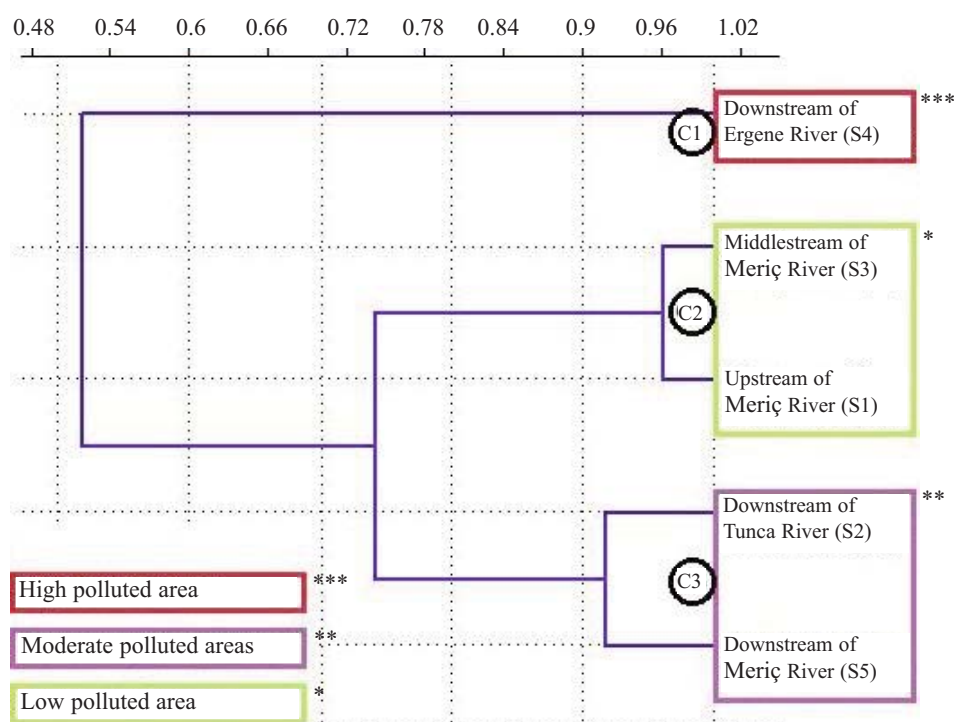 0.48 0.54 0.6 0.66 0.72 0.78 0.84 0.9 0.96 1.02
Downstream of ***
Ergene River (S4)
C1
Middlestream of *
Meriç River (S3)
C2
Upstream of
Meriç River (S1)
Downstream of **
Tunca River (S2)
C3
Downstream of
Meriç River (S5)
High polluted area ***
Moderate polluted areas **
Low polluted area *